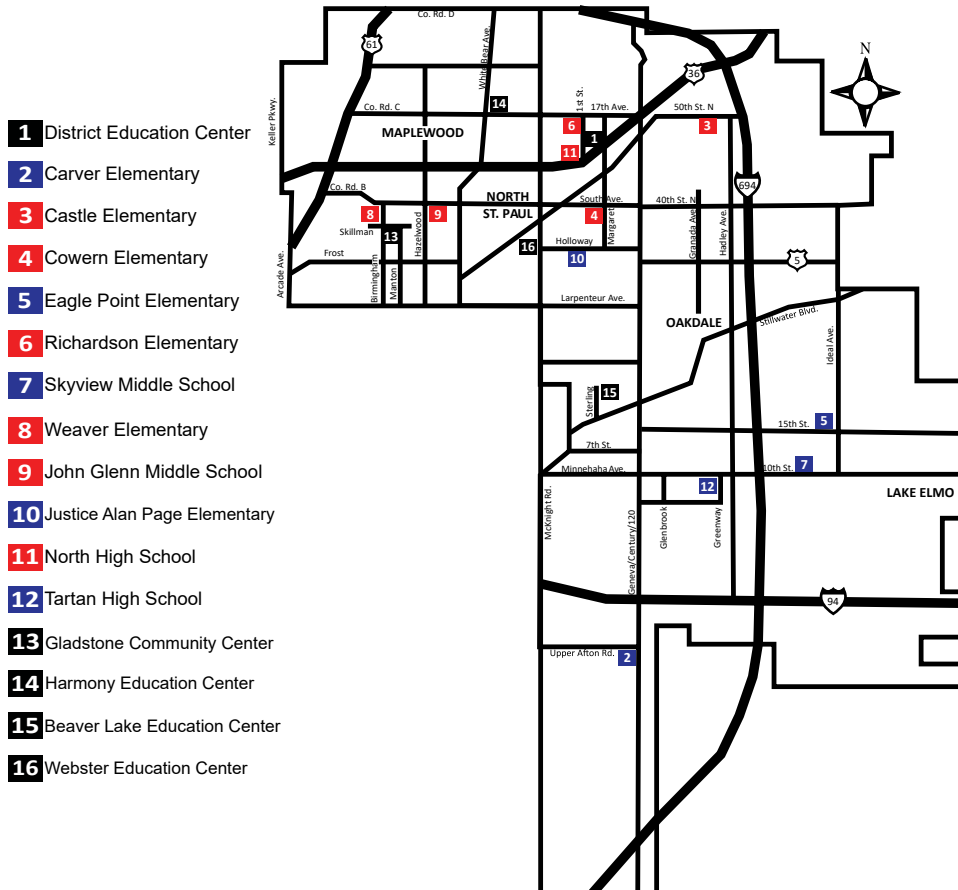 1 District Education Center
2 Carver Elementary
3 Castle Elementary
4 Cowern Elementary
5 Eagle Point Elementary
6 Richardson Elementary
7 Skyview Middle School
8 Weaver Elementary
9 John Glenn Middle School
10 Justice Alan Page Elementary
11 North High School
12 Tartan High School
13 Gladstone Community Center
14 Harmony Education Center
15 Beaver Lake Education Center
16 Webster Education Center
Co. Rd. D
61
White Bear Ave.
36
N
Keller Pkwy.
14
1st St.
17th Ave.
50th St. N
Co. Rd. C
6
3
MAPLEWOOD
1
11
694
Co. Rd. B
NORTH
ST. PAUL
South Ave.
40th St. N
8
9
4
Skillman
13
Hazelwood
Margaret
Granada Ave.
Hadley Ave.
16
Holloway
10
5
Frost
Arcade Ave.
Birmingham
Manton
Larpenteur Ave.
OAKDALE
Stillwater Blvd.
Ideal Ave.
Sterling
15
15th St.
5
7th St.
Minnehaha Ave.
10th St.
7
12
LAKE ELMO
McKnight Rd.
Geneva/Century/120
Glenbrook
Greenway
94
Upper Afton Rd.
2